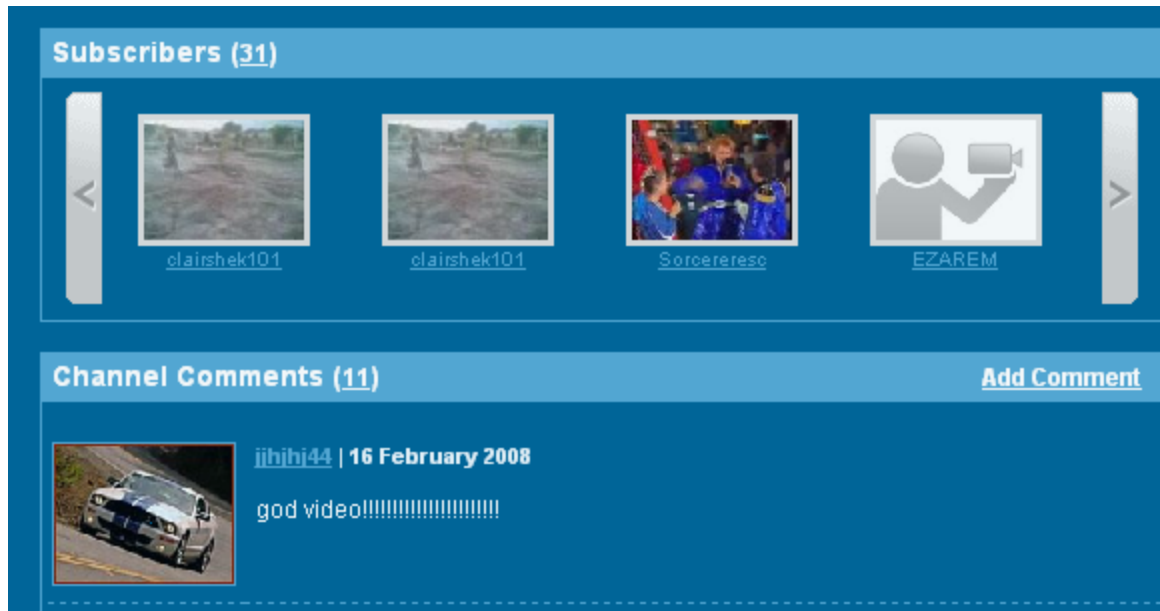 Subscribers (31)
<
clairshek101
clairshek101
Sorcereresc
EZAREM
>
Channel Comments (11)
Add Comment
jjhjhj44 | 16 February 2008
god video!!!!!!!!!!!!!!!!!!!!!!!